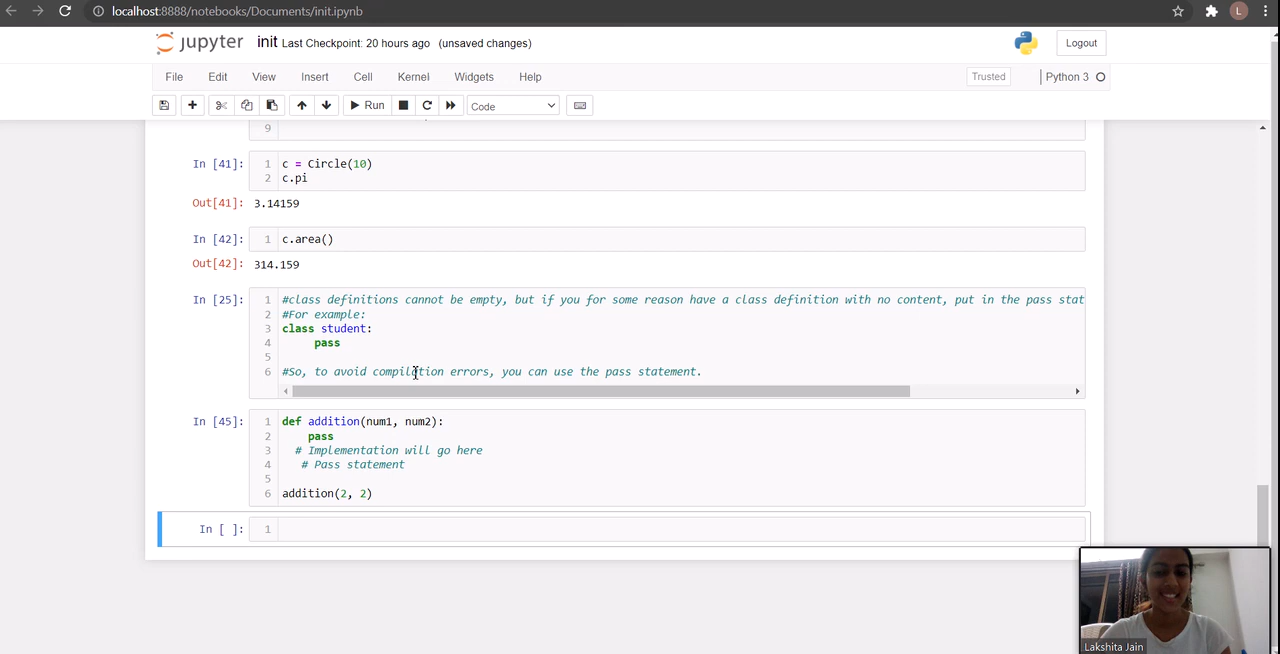 localhost:8888/notebooks/Documents/init.ipynb
L
jupyter init Last Checkpoint: 20 hours ago (unsaved changes)
Logout
File Edit View Insert Cell Kernel Widgets Help Trusted Python 3
Run Code
9
In [41]: 1 c = Circle(10)
2 c.pi
Out[41]: 3.14159
In [42]: 1 c.area()
Out[42]: 314.159
In [25]: 1 #class definitions cannot be empty, but if you for some reason have a class definition with no content, put in the pass stat
2 #For example:
3 class student:
4 pass
5
6 #So, to avoid compilation errors, you can use the pass statement.
In [45]: 1 def addition(num1, num2):
2 pass
3 # Implementation will go here
4 # Pass statement
5
6 addition(2, 2)
In [ ]: 1
Lakshita Jain